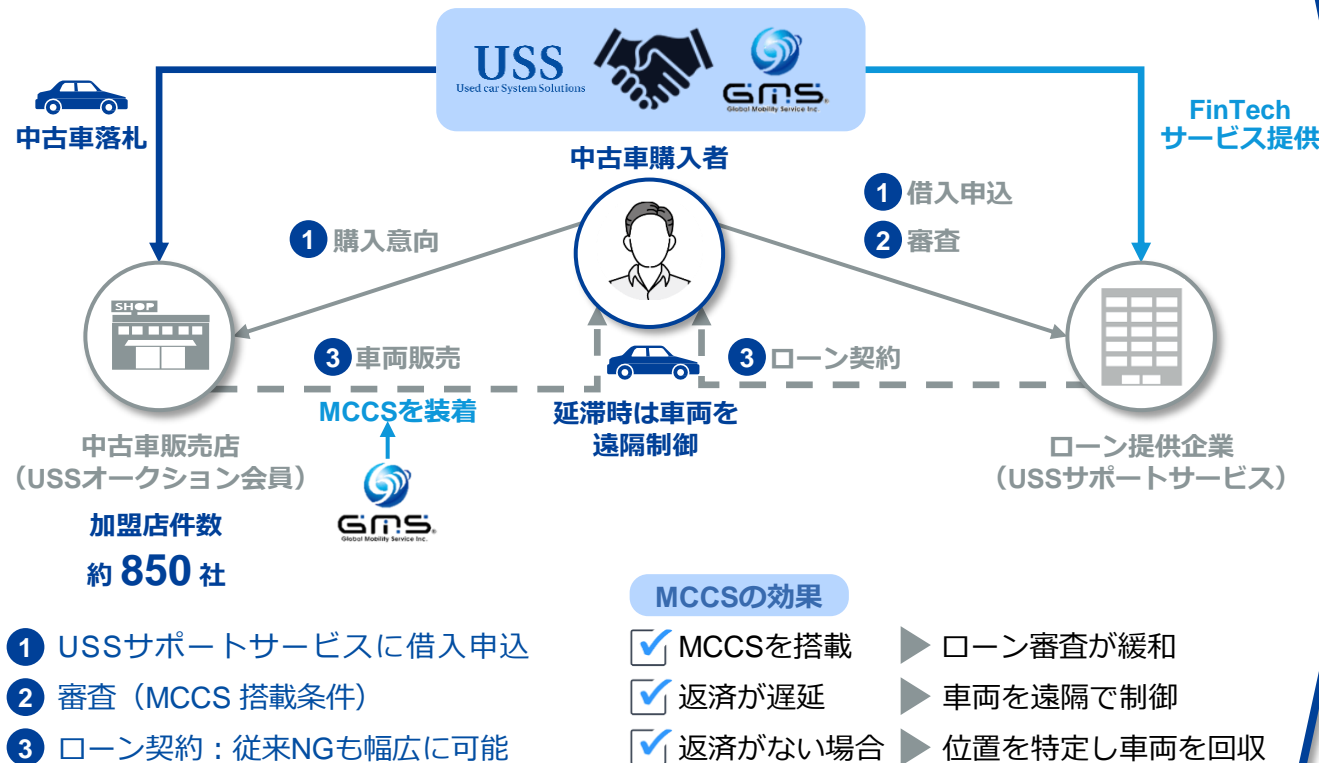 USS
Used car System Solutions
GMS
Global Mobility Service Inc.
中古車落札
FinTech
サービス提供
中古車購入者
1 借入申込
2 審査
1 購入意向
SHOP
3 車両販売
3 ローン契約
MCCSを装着
延滞時は車両を
遠隔制御
中古車販売店
（USSオークション会員）
ローン提供企業
（USSサポートサービス）
GMS
Global Mobility Service Inc.
加盟店件数
約 850 社
MCCSの効果
1 USSサポートサービスに借入申込
2 審査（MCCS 搭載条件）
3 ローン契約：従来NGも幅広に可能
MCCSを搭載 ▶ ローン審査が緩和
返済が遅延 ▶ 車両を遠隔で制御
返済がない場合 ▶ 位置を特定し車両を回収